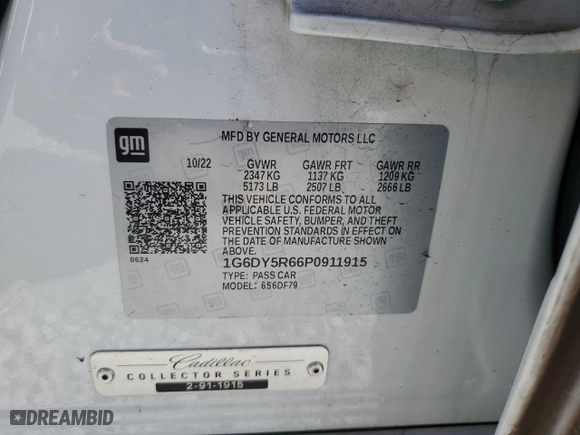 gm
MFD BY GENERAL MOTORS LLC
10/22 GVWR GAWR FRT GAWR RR
2347 KG 1137 KG 1209 KG
5173 LB 2507 LB 2666 LB
THIS VEHICLE CONFORMS TO ALL
APPLICABLE U.S. FEDERAL MOTOR
VEHICLE SAFETY, BUMPER, AND THEFT
PREVENTION STANDARDS IN EFFECT ON
THE DATE OF MANUFACTURE SHOWN
ABOVE.
8624
1G6DY5R66P0911915
TYPE: PASS CAR
MODEL: 656DF79
Cadillac
COLLECTOR SERIES
2-91-1915
DREAMBID